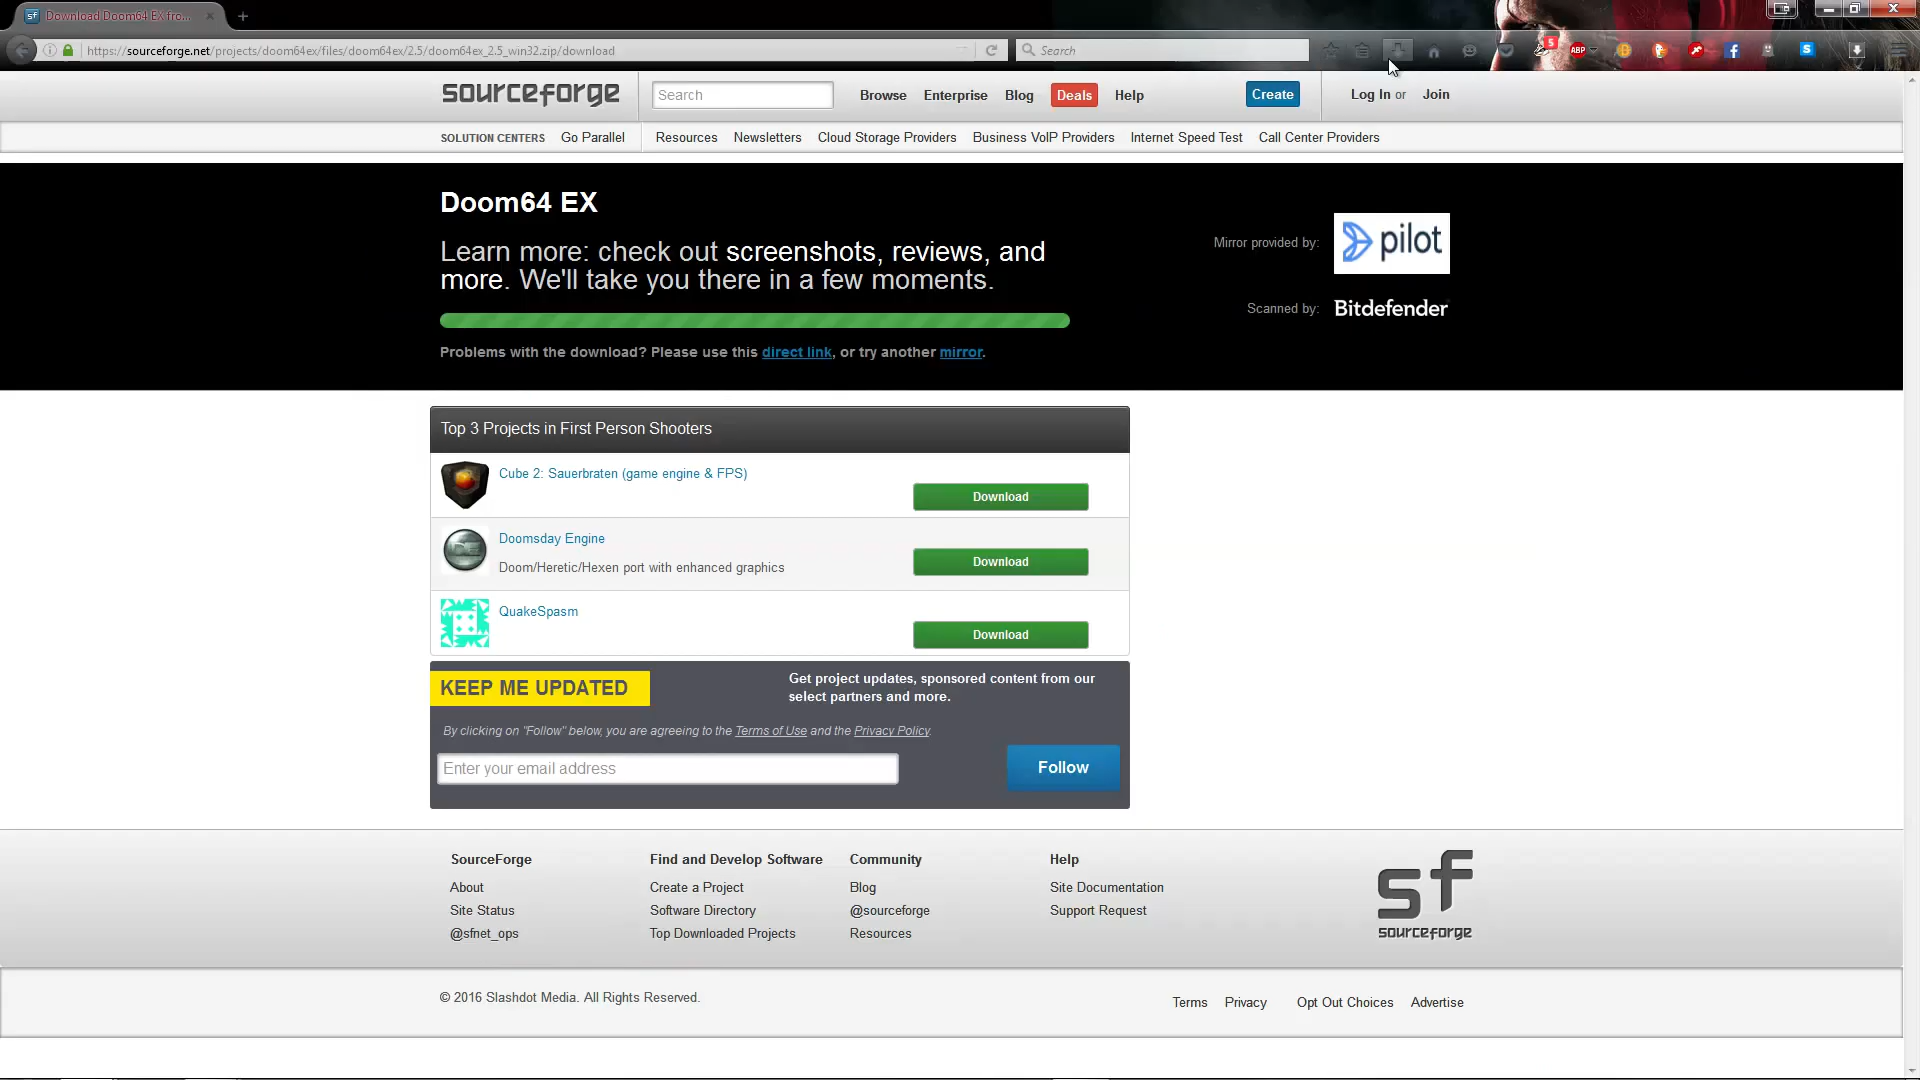 Download Doom64 EX fro...
https://sourceforge.net/projects/doom64ex/files/doom64ex/2.5/doom64ex_2.5_win32.zip/download
Search
5
ABP
sourceforge
Search
Browse
Enterprise
Blog
Deals
Help
Create
Log In or Join
SOLUTION CENTERS
Go Parallel
Resources
Newsletters
Cloud Storage Providers
Business VoIP Providers
Internet Speed Test
Call Center Providers
Doom64 EX
Learn more: check out screenshots, reviews, and
more. We'll take you there in a few moments.
Problems with the download? Please use this direct link, or try another mirror.
Mirror provided by:
pilot
Scanned by:
Bitdefender
Top 3 Projects in First Person Shooters
Cube 2: Sauerbraten (game engine & FPS)
Download
Doomsday Engine
Doom/Heretic/Hexen port with enhanced graphics
Download
QuakeSpasm
Download
KEEP ME UPDATED
Get project updates, sponsored content from our
select partners and more.
By clicking on "Follow" below, you are agreeing to the Terms of Use and the Privacy Policy.
Enter your email address
Follow
SourceForge
About
Site Status
@sfnet_ops
Find and Develop Software
Create a Project
Software Directory
Top Downloaded Projects
Community
Blog
@sourceforge
Resources
Help
Site Documentation
Support Request
sf
sourceforge
© 2016 Slashdot Media. All Rights Reserved.
Terms
Privacy
Opt Out Choices
Advertise